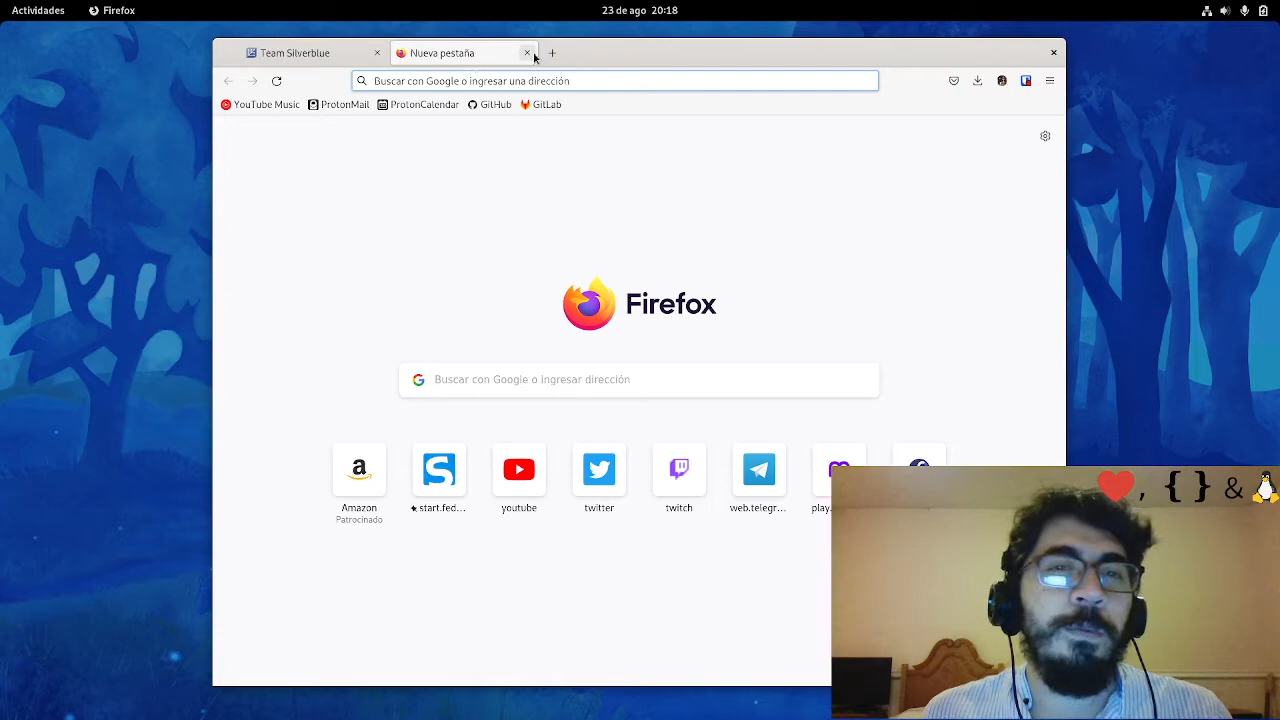 Actividades Firefox 23 de ago 20:18
Team Silverblue Nueva pestaña
Buscar con Google o ingresar una dirección
YouTube Music ProtonMail ProtonCalendar GitHub GitLab
Firefox
Buscar con Google o ingresar dirección
Amazon start.fed... youtube twitter twitch web.telegr... play.
Patrocinado
, { } &